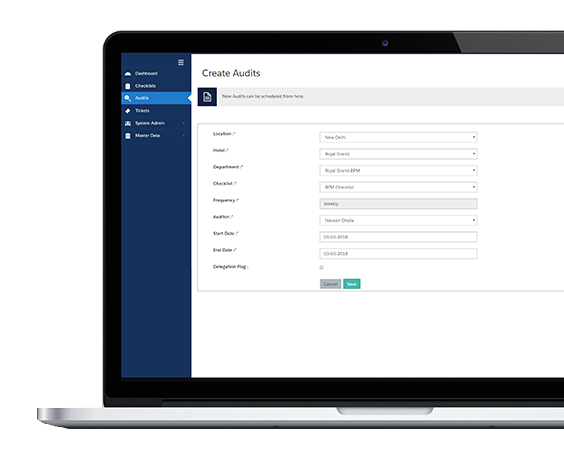 Create Audits
New Audits can be scheduled from here.
Dashboard
Checklists
Audits
Tickets
System Admin
Master Data
Location :*
New Delhi
Hotel :*
Royal Grand
Department :*
Royal Grand-BPM
Checklist :*
BPM Checklist
Frequency :*
Weekly
Auditor :*
Naveen
Start Date :*
03-03-2018
End Date :*
03-03-2018
Delegation Flag :
Cancel Save